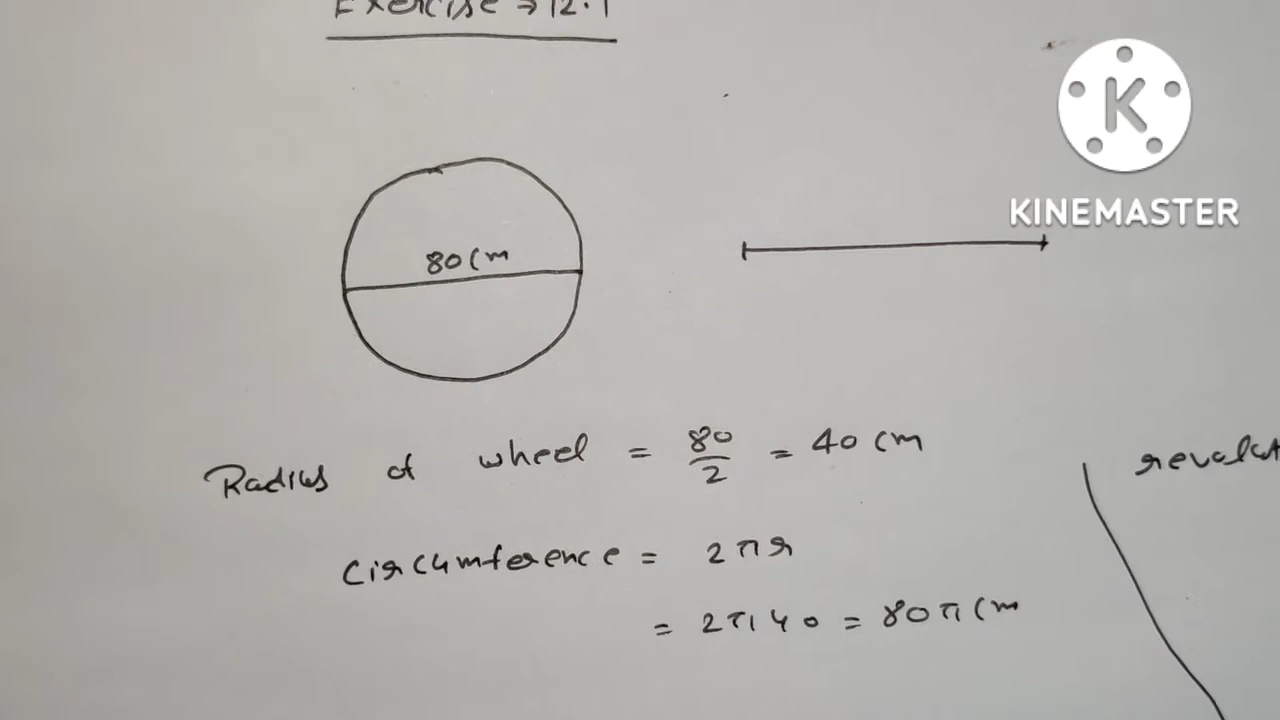 Exercise → 12.1
KINEMASTER
80 cm
Radius of wheel = 80/2 = 40 cm
Circumference = 2πr
= 2π40 = 80π cm